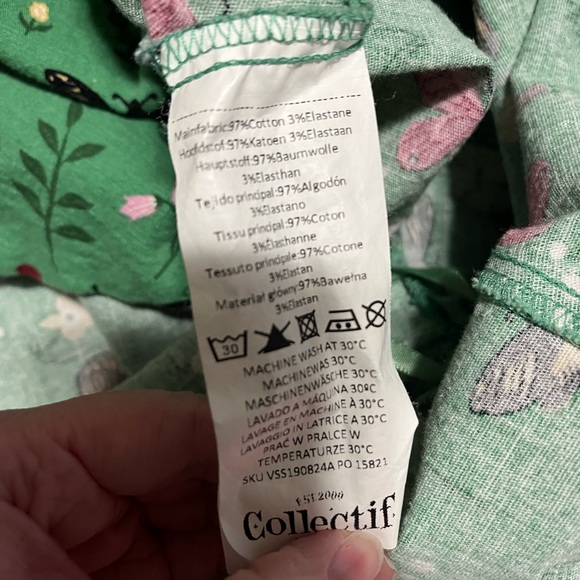 Mainfabric:97%Cotton 3%Elastane
Hoofdstof:97%Katoen 3%Elastaan
Hauptstoff:97%Baumwolle
3%Elasthan
Tejido principal:97%Algodón
3%Elastano
Tissu principal:97%Coton
3%Élasthanne
Tessuto principale:97%Cotone
3%Elastan
Materiał główny:97%Bawełna
3%Elastan
30
MACHINE WASH AT 30°C
MACHINEWAS 30°C
MASCHINENWÄSCHE 30°C
LAVADO A MÁQUINA 30ºC
LAVAGE EN MACHINE À 30°C
LAVAGGIO IN LATRICE A 30°C
PRAĆ W PRALCE W
TEMPERATURZE 30°C
SKU VSS190824A PO 15821
EST 2000
Collectif